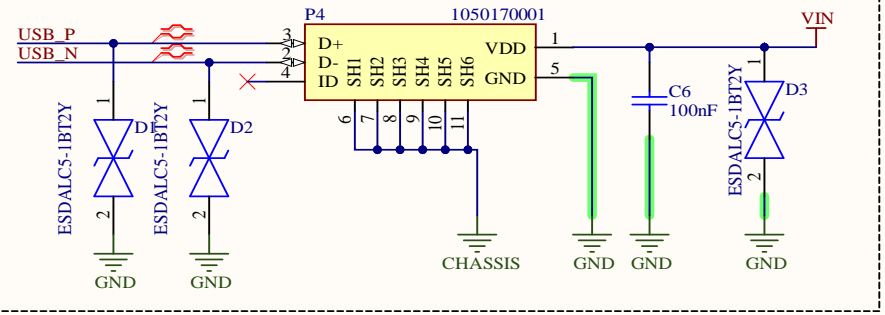 P4
1050170001
VIN
USB_P
USB_N
3
2
4
D+
D-
ID
SH1
SH2
SH3
SH4
SH5
SH6
VDD
GND
1
5
6
7
8
9
10
11
1
D1
2
ESDALC5-1BT2Y
GND
1
D2
2
ESDALC5-1BT2Y
GND
CHASSIS
GND
C6
100nF
GND
1
D3
2
ESDALC5-1BT2Y
GND